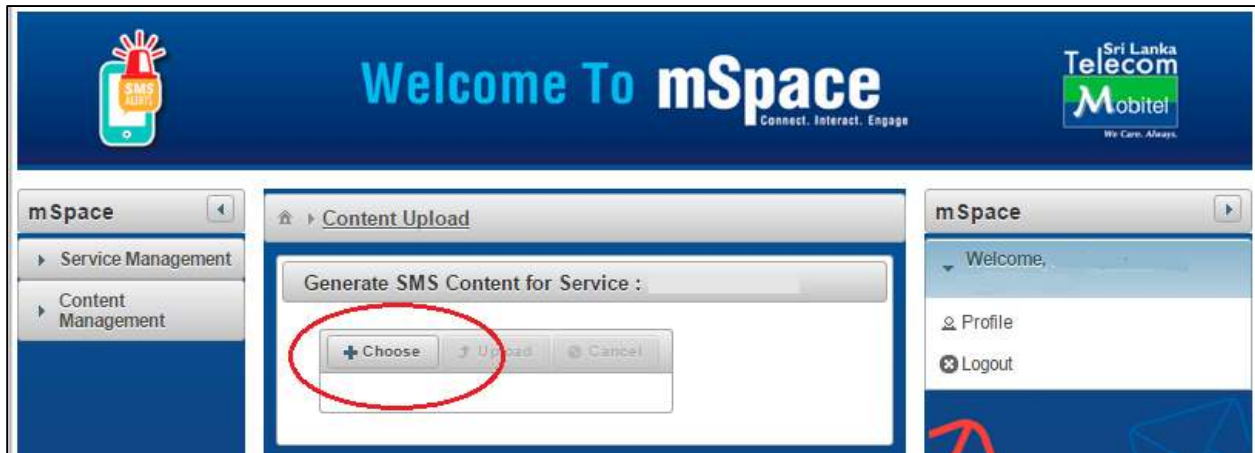 SMS
ALERTS
Welcome To mSpace
Connect. Interact. Engage
Sri Lanka
Telecom
Mobitel
We Care. Always.
mSpace
Service Management
Content
Management
Content Upload
Generate SMS Content for Service :
Choose Upload Cancel
mSpace
Welcome,
Profile
Logout